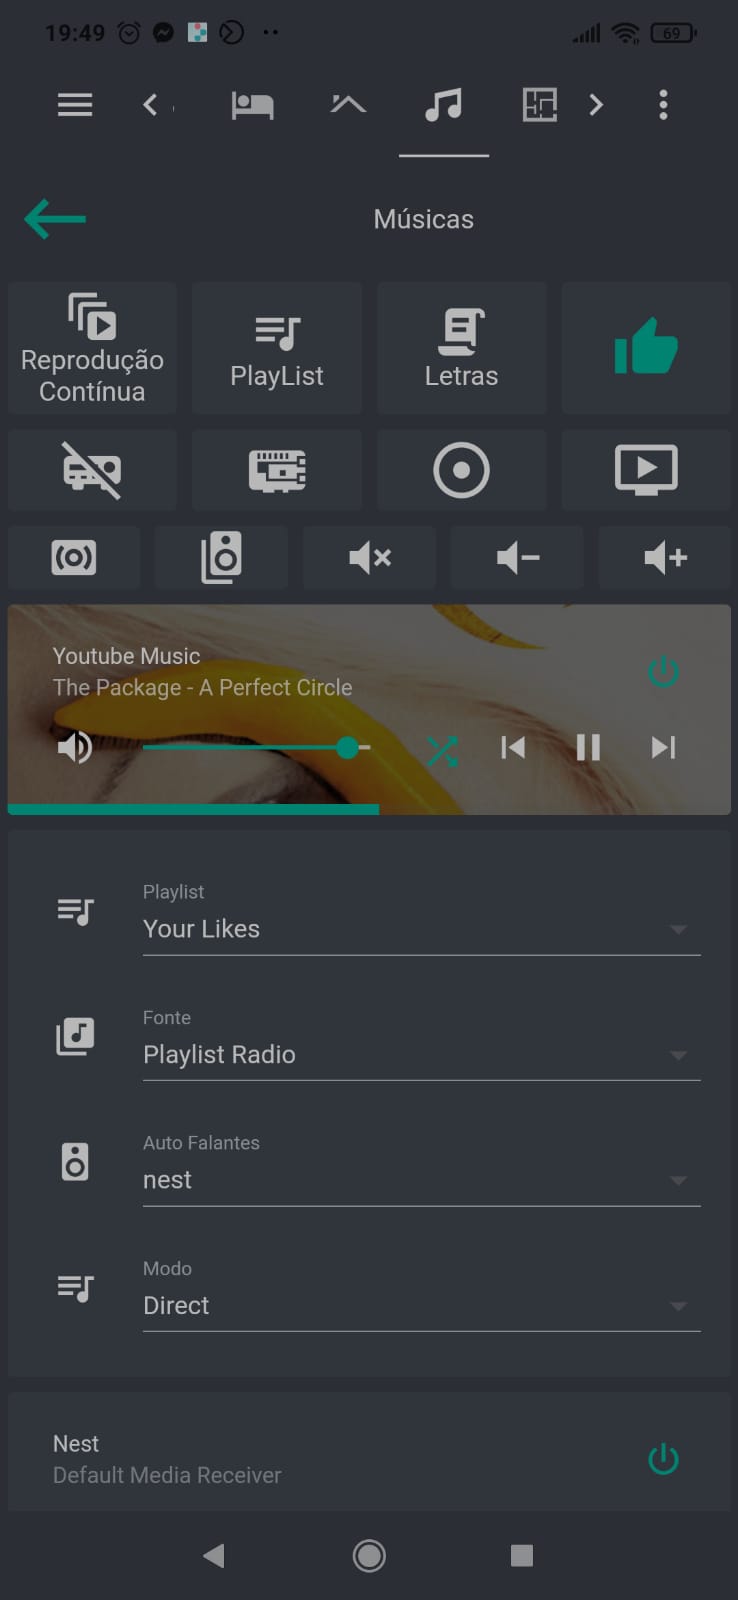 19:49
69
Músicas
Reprodução
Contínua
PlayList
Letras
Youtube Music
The Package - A Perfect Circle
Playlist
Your Likes
Fonte
Playlist Radio
Auto Falantes
nest
Modo
Direct
Nest
Default Media Receiver